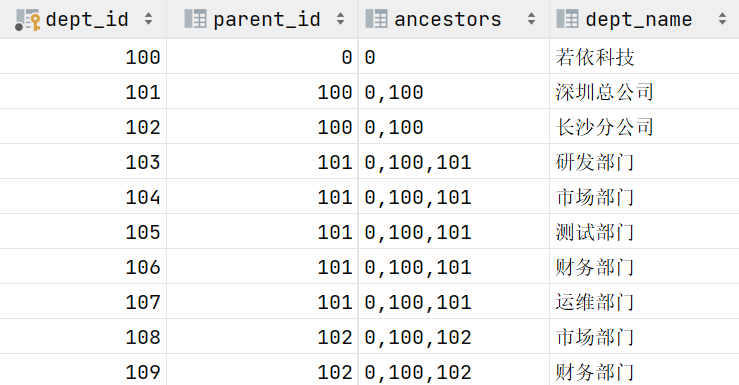 dept_id parent_id ancestors dept_name
100 0 0 若依科技
101 100 0,100 深圳总公司
102 100 0,100 长沙分公司
103 101 0,100,101 研发部门
104 101 0,100,101 市场部门
105 101 0,100,101 测试部门
106 101 0,100,101 财务部门
107 101 0,100,101 运维部门
108 102 0,100,102 市场部门
109 102 0,100,102 财务部门